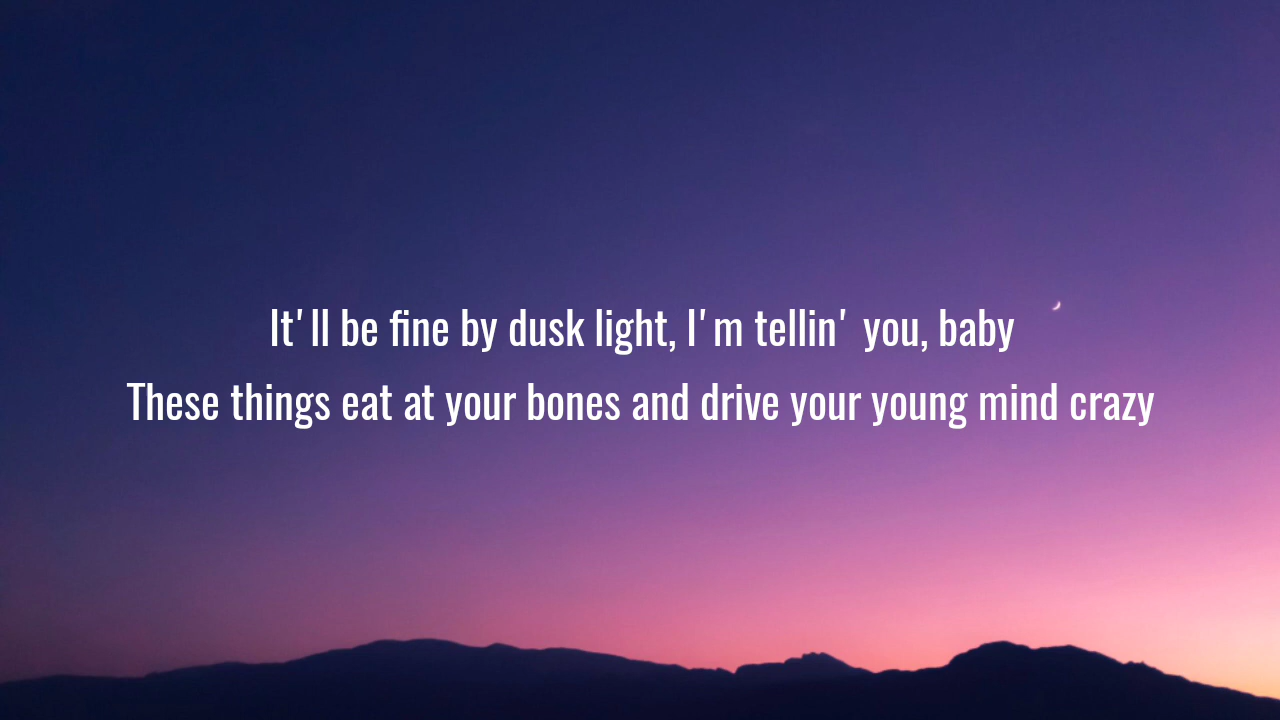 It'll be fine by dusk light, I'm tellin' you, baby
These things eat at your bones and drive your young mind crazy